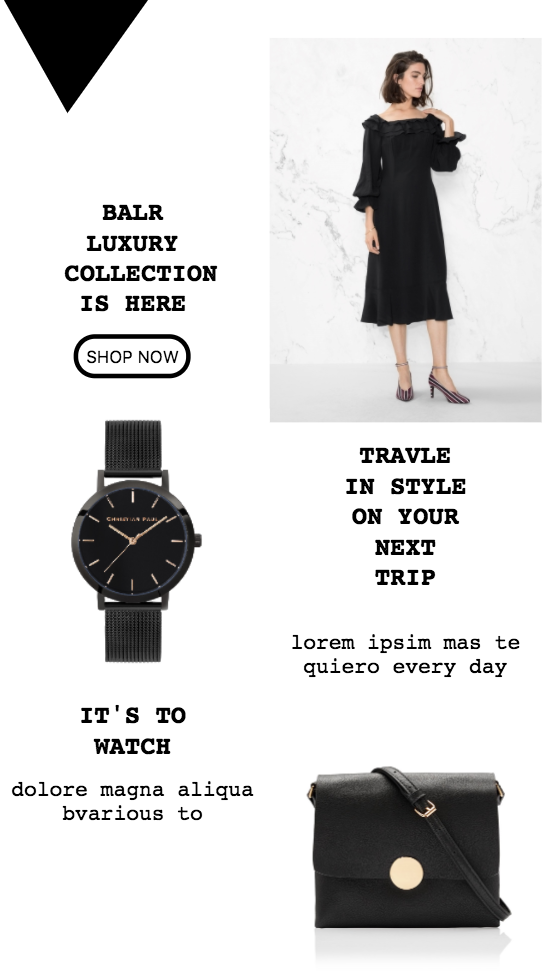 BALR
LUXURY
COLLECTION
IS HERE
SHOP NOW
CHRISTIAN PAUL
TRAVLE
IN STYLE
ON YOUR
NEXT
TRIP
lorem ipsim mas te
quiero every day
IT'S TO
WATCH
dolore magna aliqua
bvarious to